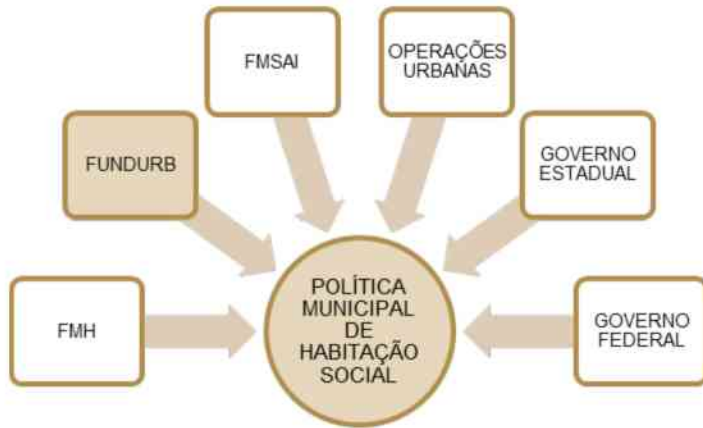 FMSAI
OPERAÇÕES
URBANAS
FUNDURB
GOVERNO
ESTADUAL
FMH
POLÍTICA
MUNICIPAL
DE
HABITAÇÃO
SOCIAL
GOVERNO
FEDERAL